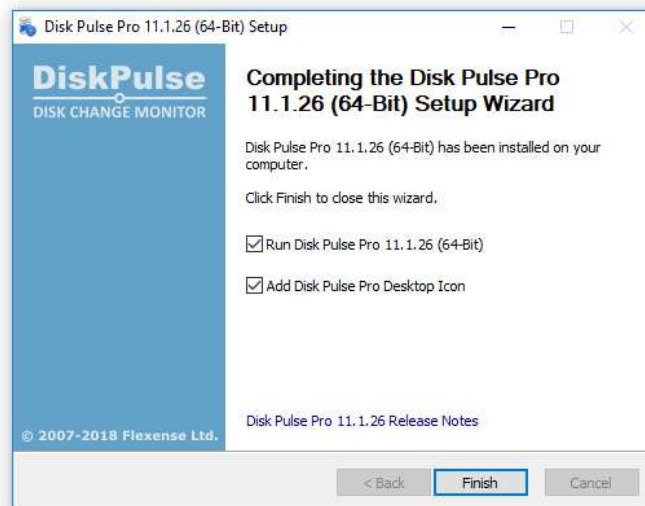 Disk Pulse Pro 11.1.26 (64-Bit) Setup
DiskPulse
DISK CHANGE MONITOR
Completing the Disk Pulse Pro
11.1.26 (64-Bit) Setup Wizard
Disk Pulse Pro 11.1.26 (64-Bit) has been installed on your
computer.
Click Finish to close this wizard.
Run Disk Pulse Pro 11.1.26 (64-Bit)
Add Disk Pulse Pro Desktop Icon
Disk Pulse Pro 11.1.26 Release Notes
© 2007-2018 Flexense Ltd.
< Back
Finish
Cancel